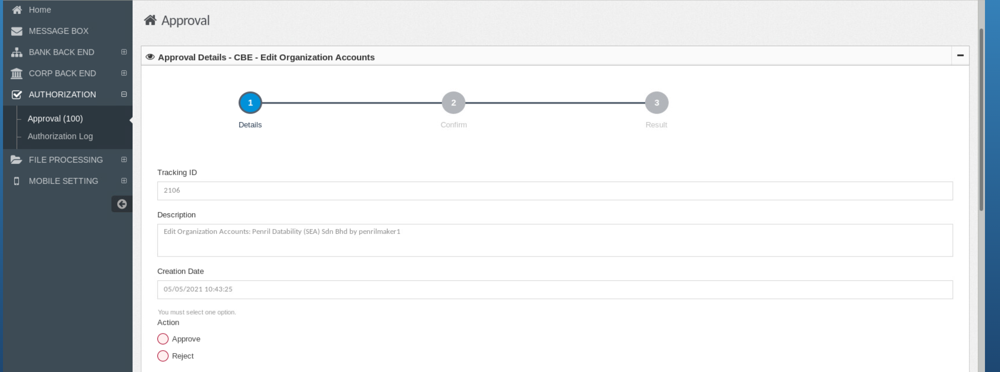 Home
MESSAGE BOX
BANK BACK END
CORP BACK END
AUTHORIZATION
Approval (100)
Authorization Log
FILE PROCESSING
MOBILE SETTING
Approval
Approval Details - CBE - Edit Organization Accounts
1
2
3
Details
Confirm
Result
Tracking ID
2106
Description
Edit Organization Accounts: Penril Datability (SEA) Sdn Bhd by penrilmaker1
Creation Date
05/05/2021 10:43:25
You must select one option.
Action
Approve
Reject